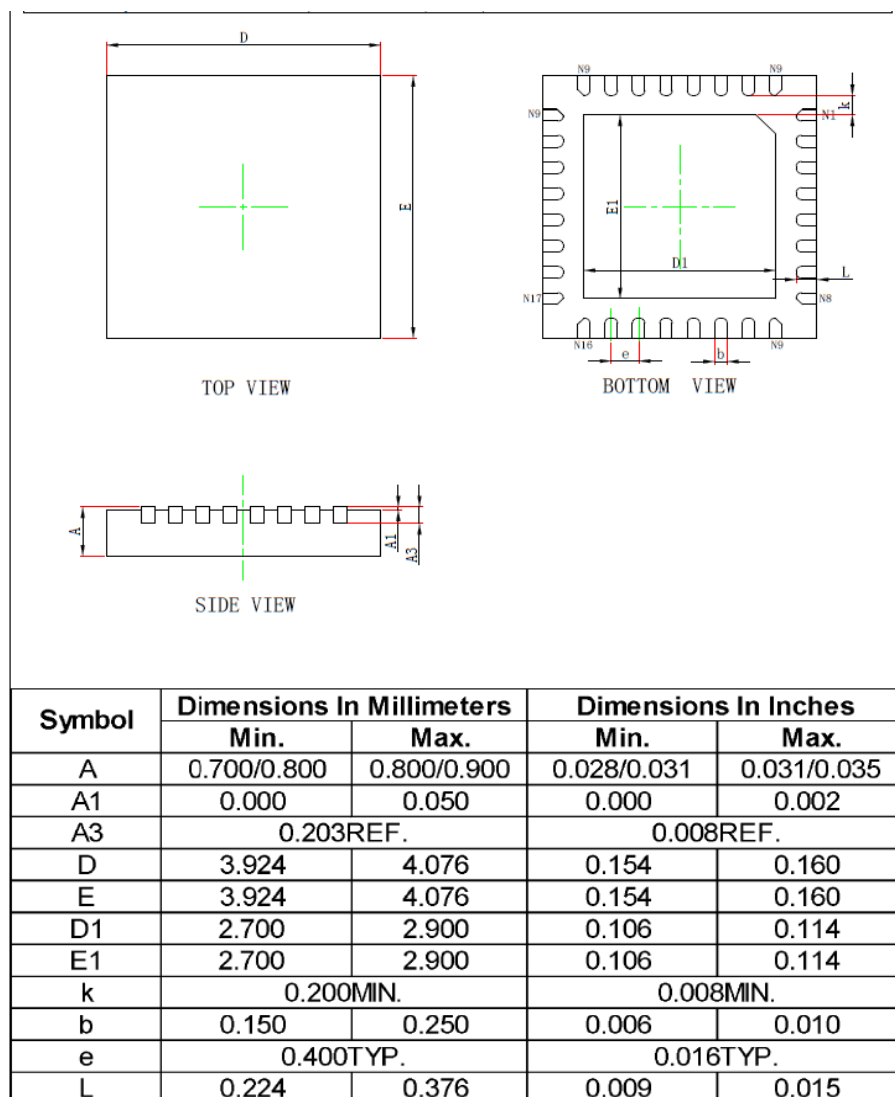 D
E
N9 N9
k
N9 N1
E1
D1
L
N17 N8
N16 N9
e b
TOP VIEW
BOTTOM VIEW
A
A1
A3
SIDE VIEW
Symbol Dimensions In Millimeters Dimensions In Inches
Min. Max. Min. Max.
A 0.700/0.800 0.800/0.900 0.028/0.031 0.031/0.035
A1 0.000 0.050 0.000 0.002
A3 0.203REF. 0.008REF.
D 3.924 4.076 0.154 0.160
E 3.924 4.076 0.154 0.160
D1 2.700 2.900 0.106 0.114
E1 2.700 2.900 0.106 0.114
k 0.200MIN. 0.008MIN.
b 0.150 0.250 0.006 0.010
e 0.400TYP. 0.016TYP.
L 0.224 0.376 0.009 0.015